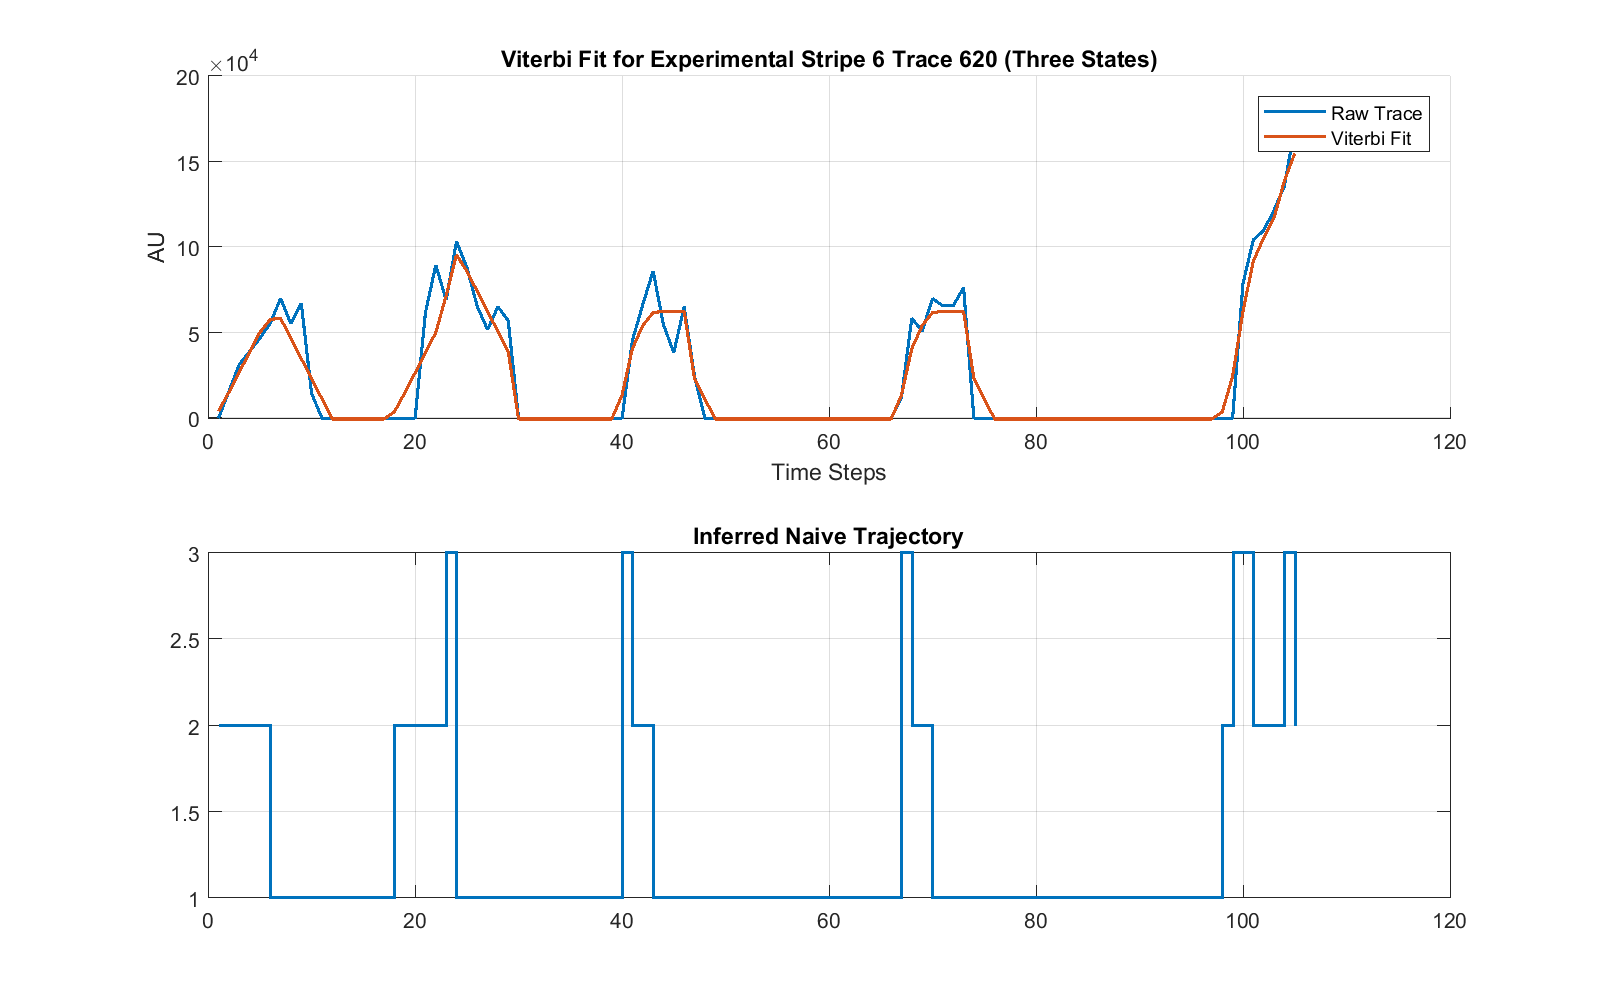 Viterbi Fit for Experimental Stripe 6 Trace 620 (Three States)
×10⁴
20
15
10
5
0
AU
Raw Trace
Viterbi Fit
0 20 40 60 80 100 120
Time Steps
Inferred Naive Trajectory
3
2.5
2
1.5
1
0 20 40 60 80 100 120